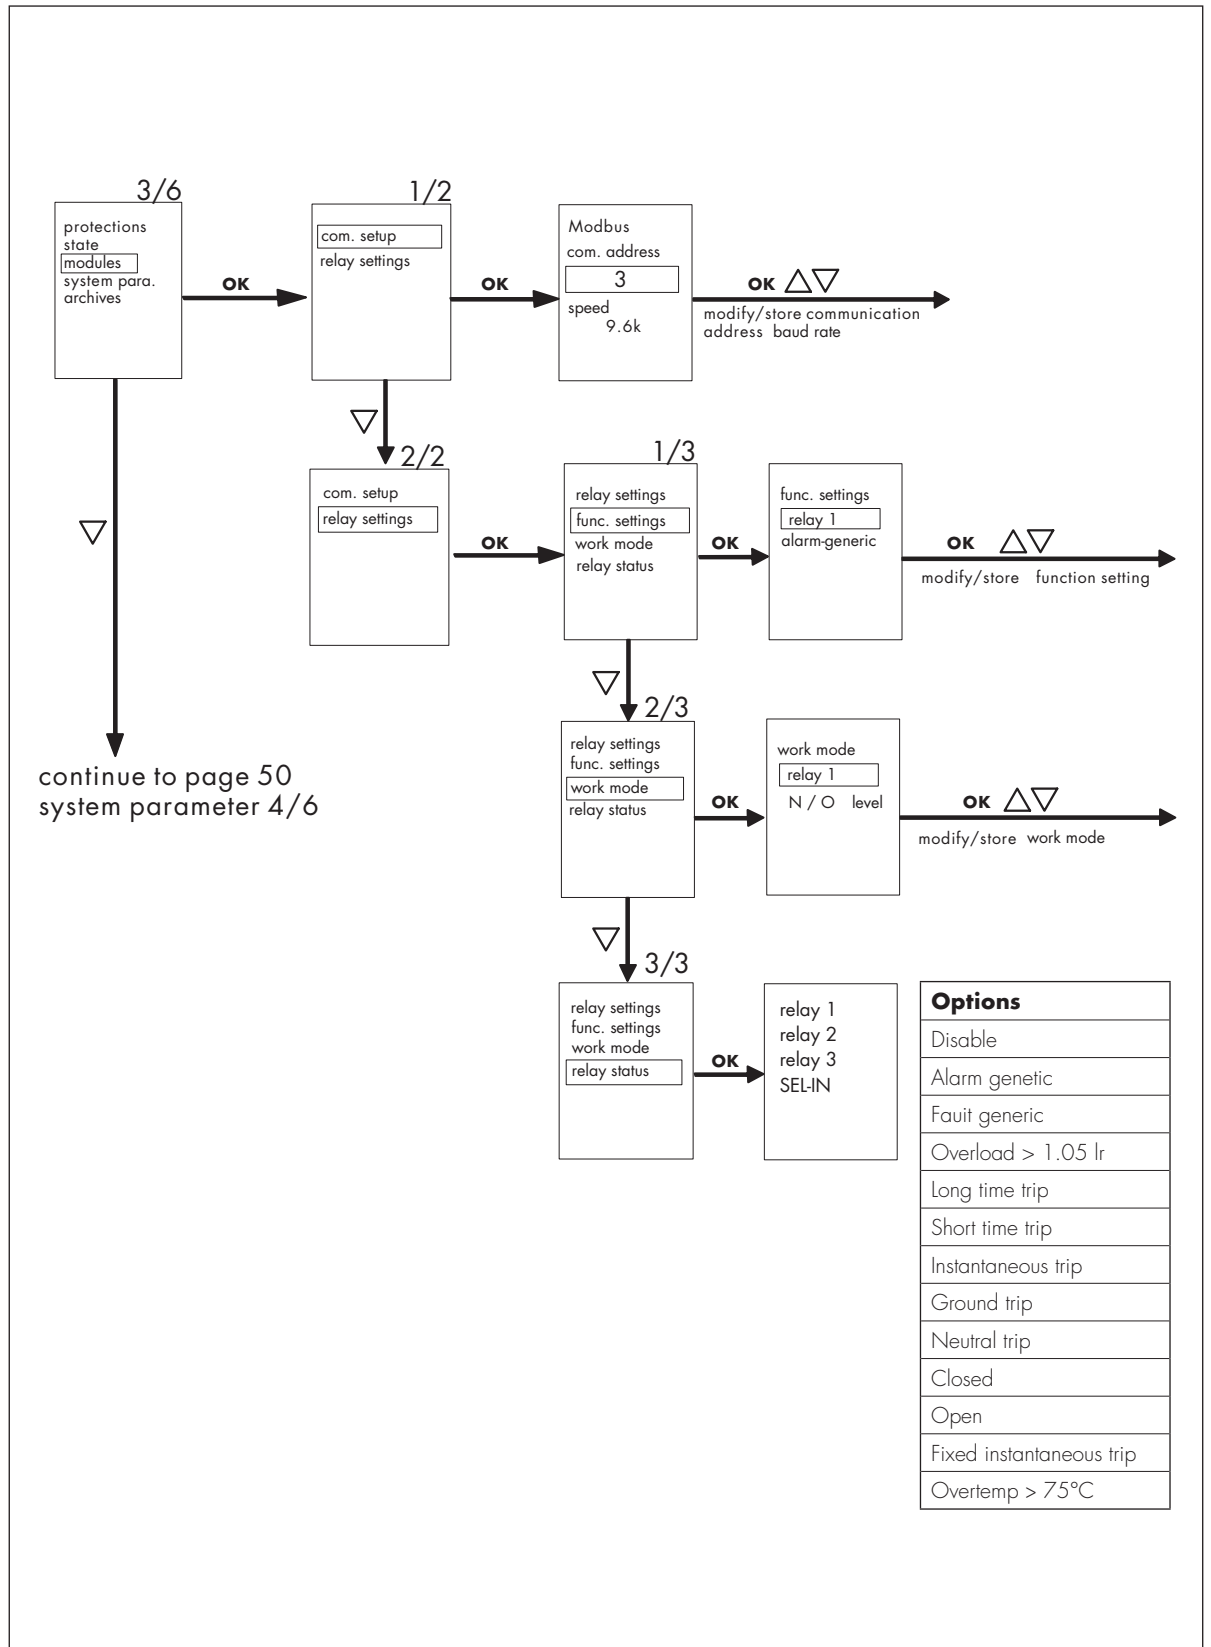 3/6
protections
state
modules
system para.
archives
OK
1/2
com. setup
relay settings
OK
Modbus
com. address
3
speed
9.6k
OK △▽
modify/store communication
address baud rate
▽
▽
continue to page 50
system parameter 4/6
2/2
com. setup
relay settings
OK
1/3
relay settings
func. settings
work mode
relay status
OK
func. settings
relay 1
alarm-generic
OK △▽
modify/store function setting
▽
2/3
relay settings
func. settings
work mode
relay status
OK
work mode
relay 1
N / O level
OK △▽
modify/store work mode
▽
3/3
relay settings
func. settings
work mode
relay status
OK
relay 1
relay 2
relay 3
SEL-IN
Options
Disable
Alarm genetic
Fauit generic
Overload > 1.05 lr
Long time trip
Short time trip
Instantaneous trip
Ground trip
Neutral trip
Closed
Open
Fixed instantaneous trip
Overtemp > 75°C